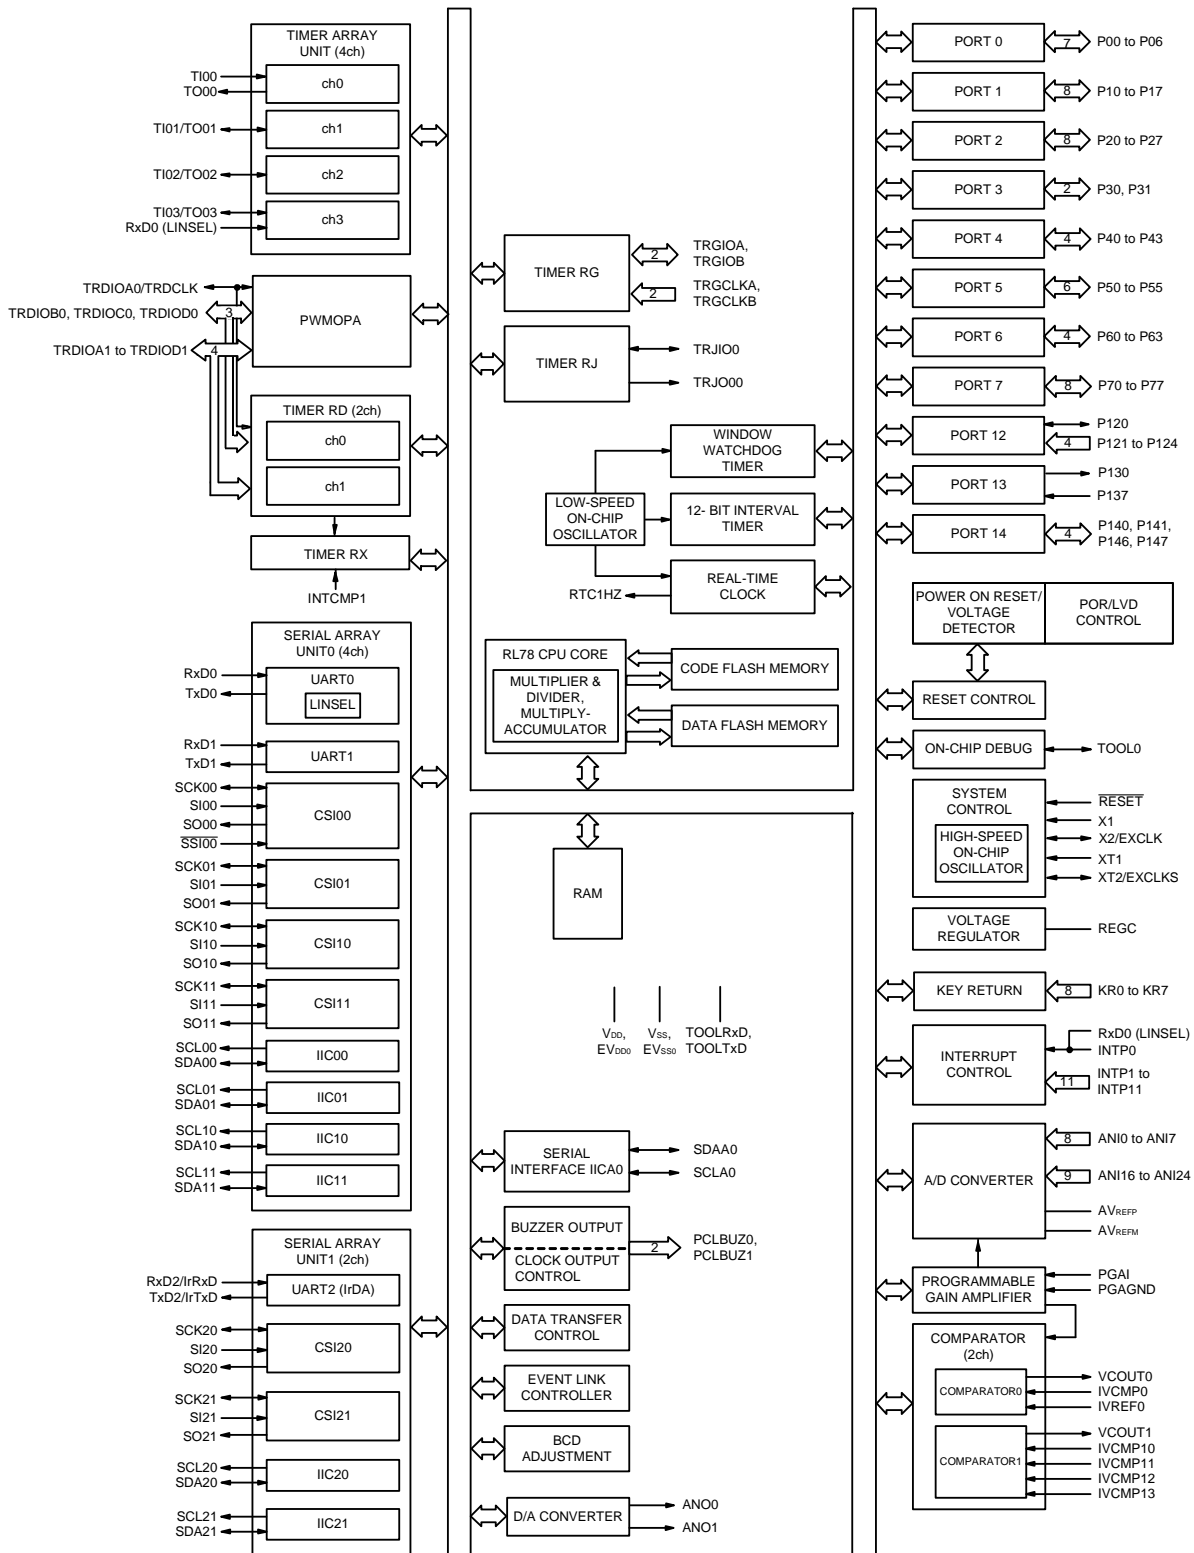 TIMER ARRAY
UNIT (4ch)
TI00
TO00
ch0
TI01/TO01
ch1
TI02/TO02
ch2
TI03/TO03
RxD0 (LINSEL)
ch3
TRDIOA0/TRDCLK
TRDIOB0, TRDIOC0, TRDIOD0
3
PWMOPA
TRDIOA1 to TRDIOD1
4
TIMER RD (2ch)
ch0
ch1
TIMER RX
INTCMP1
SERIAL ARRAY
UNIT0 (4ch)
RxD0
TxD0
UART0
LINSEL
RxD1
TxD1
UART1
SCK00
SI00
SO00
SSI00
CSI00
SCK01
SI01
SO01
CSI01
SCK10
SI10
SO10
CSI10
SCK11
SI11
SO11
CSI11
SCL00
SDA00
IIC00
SCL01
SDA01
IIC01
SCL10
SDA10
IIC10
SCL11
SDA11
IIC11
SERIAL ARRAY
UNIT1 (2ch)
RxD2/IrRxD
TxD2/IrTxD
UART2 (IrDA)
SCK20
SI20
SO20
CSI20
SCK21
SI21
SO21
CSI21
SCL20
SDA20
IIC20
SCL21
SDA21
IIC21
TIMER RG
2
TRGIOA,
TRGIOB
2
TRGCLKA,
TRGCLKB
TIMER RJ
TRJIO0
TRJO00
WINDOW
WATCHDOG
TIMER
LOW-SPEED
ON-CHIP
OSCILLATOR
12- BIT INTERVAL
TIMER
REAL-TIME
CLOCK
RTC1HZ
RL78 CPU CORE
MULTIPLIER &
DIVIDER,
MULTIPLY-
ACCUMULATOR
CODE FLASH MEMORY
DATA FLASH MEMORY
RAM
VDD,
EVDD0
VSS,
EVSS0
TOOLRxD,
TOOLTxD
SERIAL
INTERFACE IICA0
SDAA0
SCLA0
BUZZER OUTPUT
CLOCK OUTPUT
CONTROL
2
PCLBUZ0,
PCLBUZ1
DATA TRANSFER
CONTROL
EVENT LINK
CONTROLLER
BCD
ADJUSTMENT
D/A CONVERTER
ANO0
ANO1
PORT 0
7
P00 to P06
PORT 1
8
P10 to P17
PORT 2
8
P20 to P27
PORT 3
2
P30, P31
PORT 4
4
P40 to P43
PORT 5
6
P50 to P55
PORT 6
4
P60 to P63
PORT 7
8
P70 to P77
PORT 12
P120
4
P121 to P124
PORT 13
P130
P137
PORT 14
4
P140, P141,
P146, P147
POWER ON RESET/
VOLTAGE
DETECTOR
POR/LVD
CONTROL
RESET CONTROL
ON-CHIP DEBUG
TOOL0
SYSTEM
CONTROL
HIGH-SPEED
ON-CHIP
OSCILLATOR
RESET
X1
X2/EXCLK
XT1
XT2/EXCLKS
VOLTAGE
REGULATOR
REGC
KEY RETURN
8
KR0 to KR7
INTERRUPT
CONTROL
RxD0 (LINSEL)
INTP0
11
INTP1 to
INTP11
A/D CONVERTER
8
ANI0 to ANI7
9
ANI16 to ANI24
AVREFP
AVREFM
PROGRAMMABLE
GAIN AMPLIFIER
PGAI
PGAGND
COMPARATOR
(2ch)
COMPARATOR0
VCOUT0
IVCMP0
IVREF0
COMPARATOR1
VCOUT1
IVCMP10
IVCMP11
IVCMP12
IVCMP13